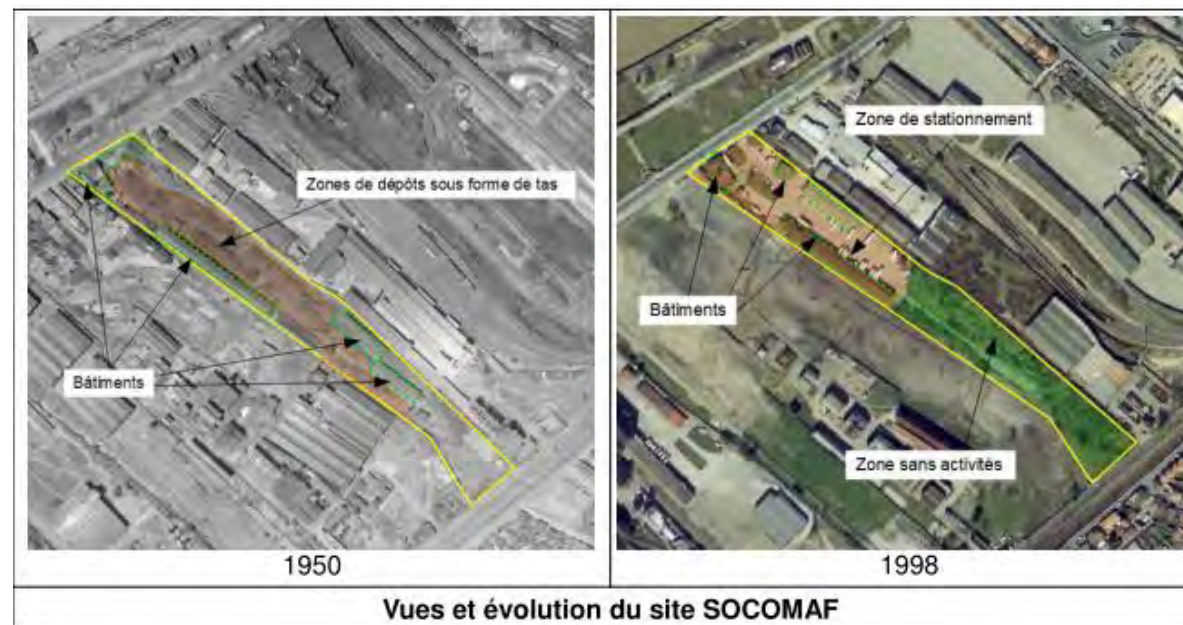 Zones de dépôts sous forme de tas
Bâtiments
1950
Zone de stationnement
Bâtiments
Zone sans activités
1998
Vues et évolution du site SOCOMAF